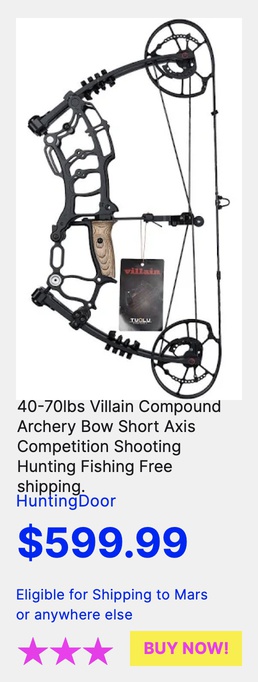 villain
TUOLU
40-70lbs Villain Compound
Archery Bow Short Axis
Competition Shooting
Hunting Fishing Free
shipping.
HuntingDoor
$599.99
Eligible for Shipping to Mars
or anywhere else
BUY NOW!